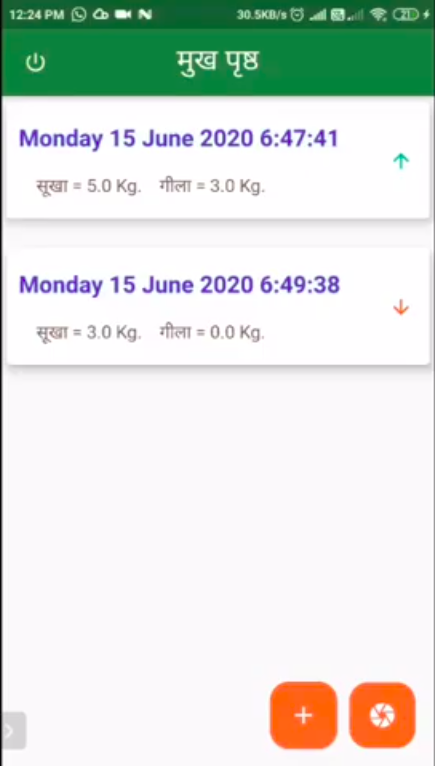 12:24 PM 30.5KB/s 21
मुख पृष्ठ
Monday 15 June 2020 6:47:41
सूखा = 5.0 Kg. गीला = 3.0 Kg.
Monday 15 June 2020 6:49:38
सूखा = 3.0 Kg. गीला = 0.0 Kg.